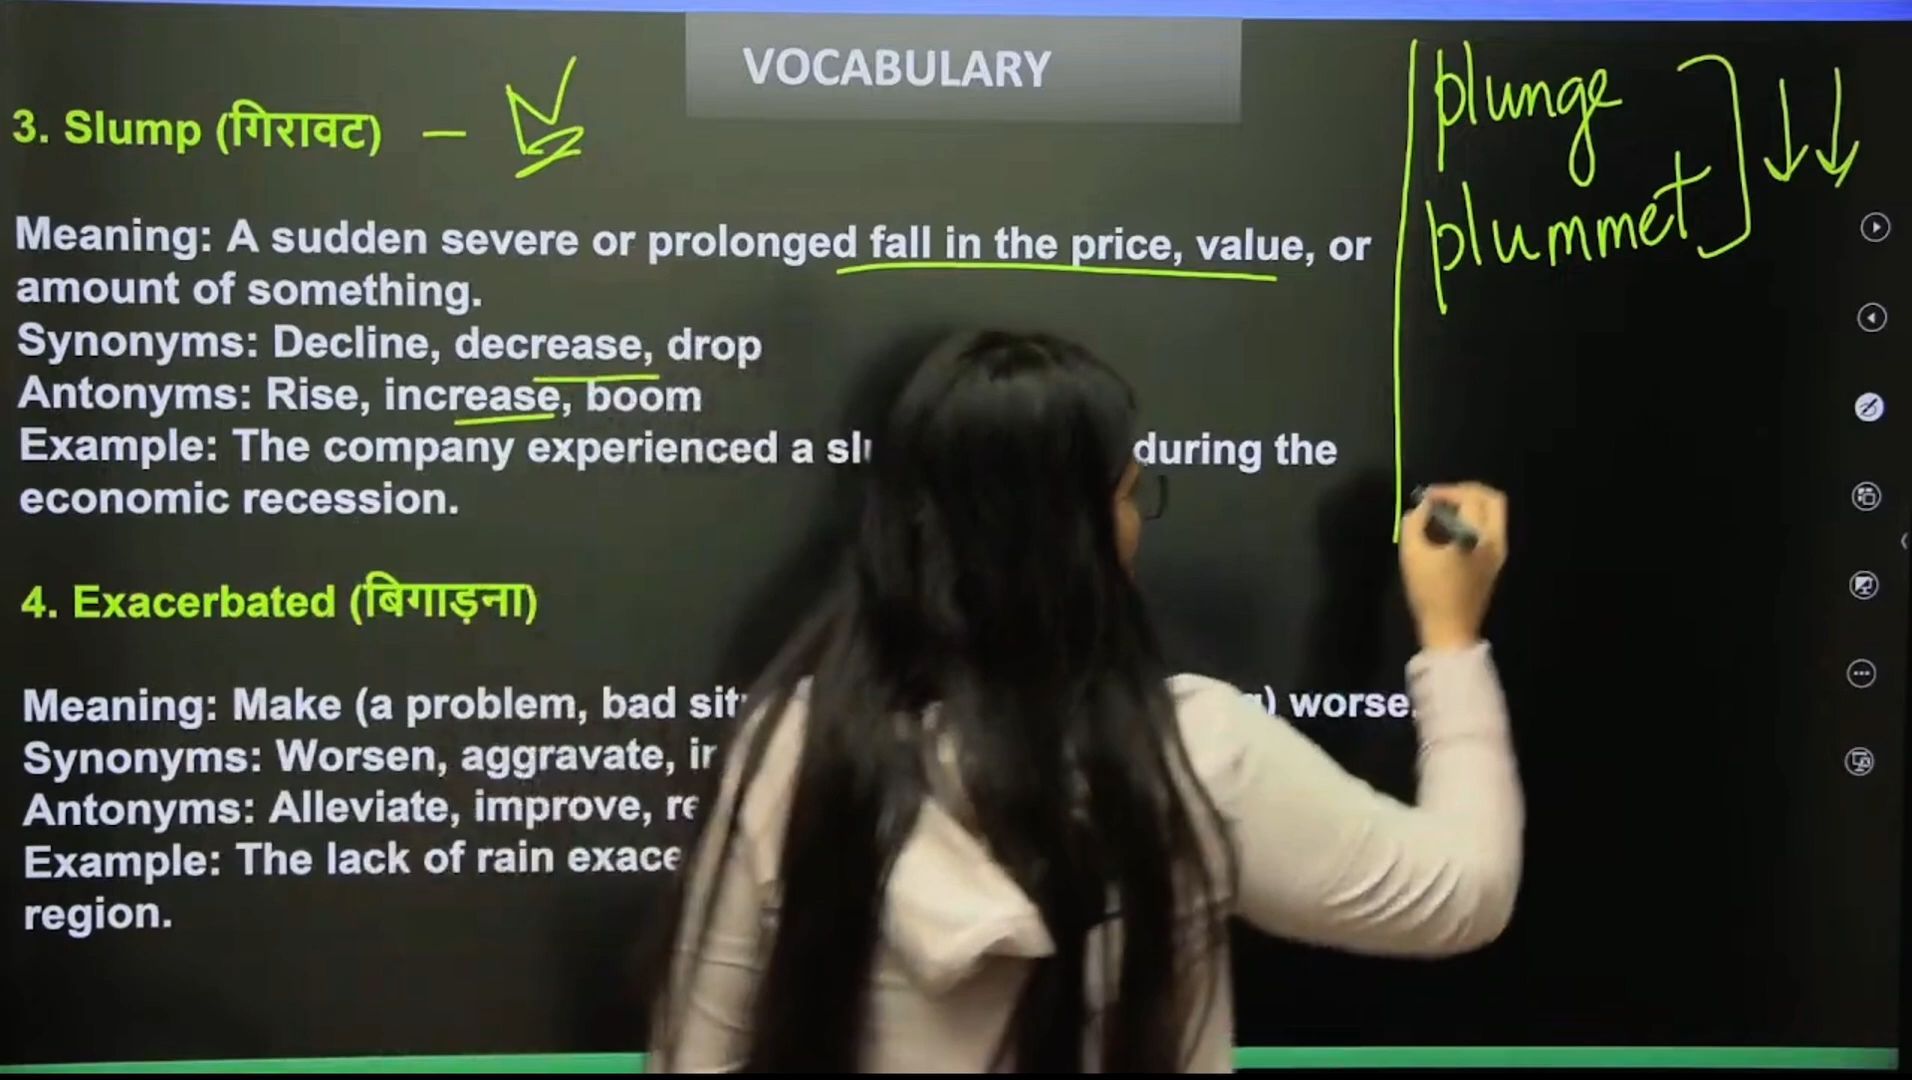 VOCABULARY
3. Slump (गिरावट) –
Meaning: A sudden severe or prolonged fall in the price, value, or
amount of something.
Synonyms: Decline, decrease, drop
Antonyms: Rise, increase, boom
Example: The company experienced a during the
economic recession.
4. Exacerbated (बिगाड़ना)
Meaning: Make (a problem, bad worse.
Synonyms: Worsen, aggravate,
Antonyms: Alleviate, improve,
Example: The lack of rain
region.
plunge
plummet